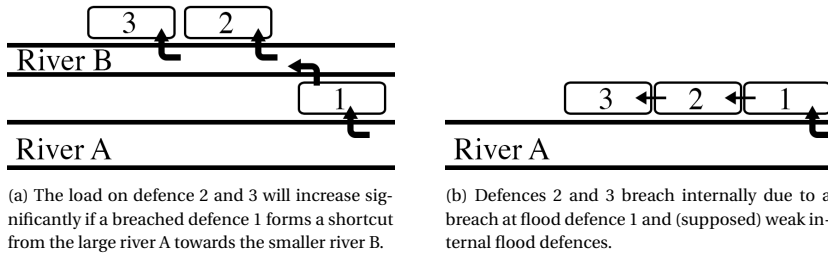 3 2
River B
1
River A
3 2 1
River A
(a) The load on defence 2 and 3 will increase sig-
nificantly if a breached defence 1 forms a shortcut
from the large river A towards the smaller river B.
(b) Defences 2 and 3 breach internally due to a
breach at flood defence 1 and (supposed) weak in-
ternal flood defences.